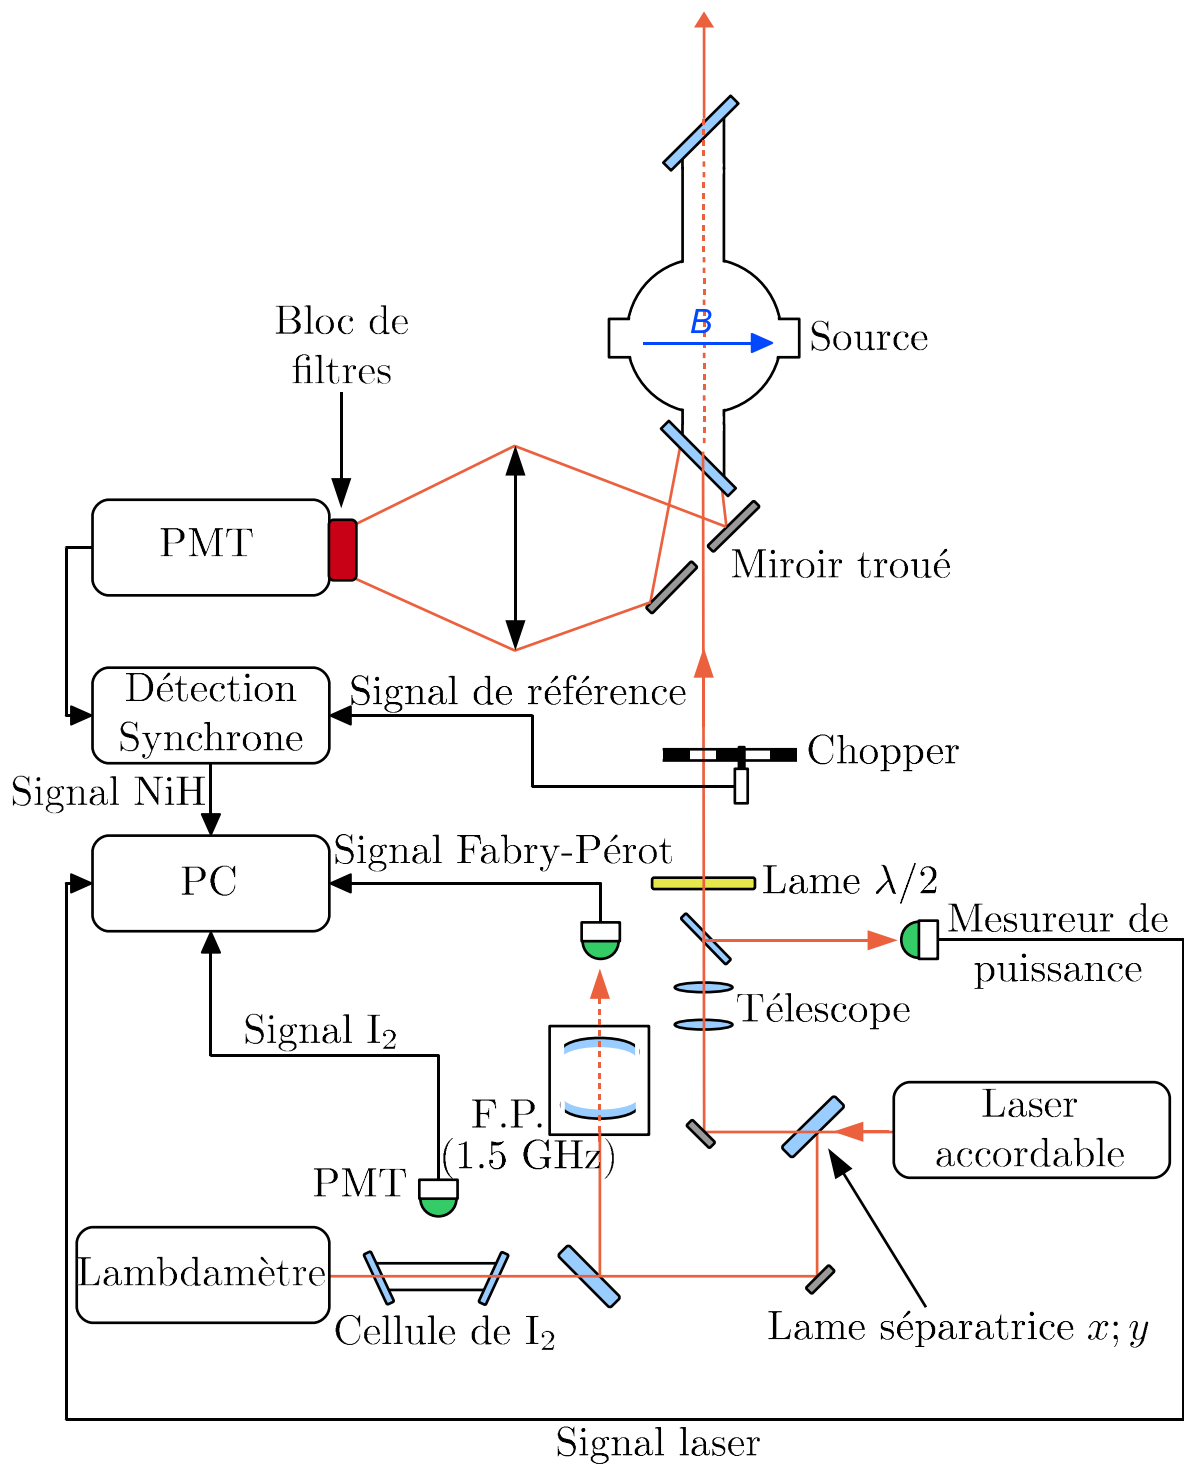 B
Source
Bloc de
filtres
PMT
Miroir troué
Détection
Synchrone
Signal de référence
Chopper
Signal NiH
PC
Signal Fabry-Pérot
Lame λ/2
Mesureur de
puissance
Télescope
Signal I₂
F.P.
(1.5 GHz)
Laser
accordable
PMT
Lambdamètre
Cellule de I₂
Lame séparatrice x; y
Signal laser